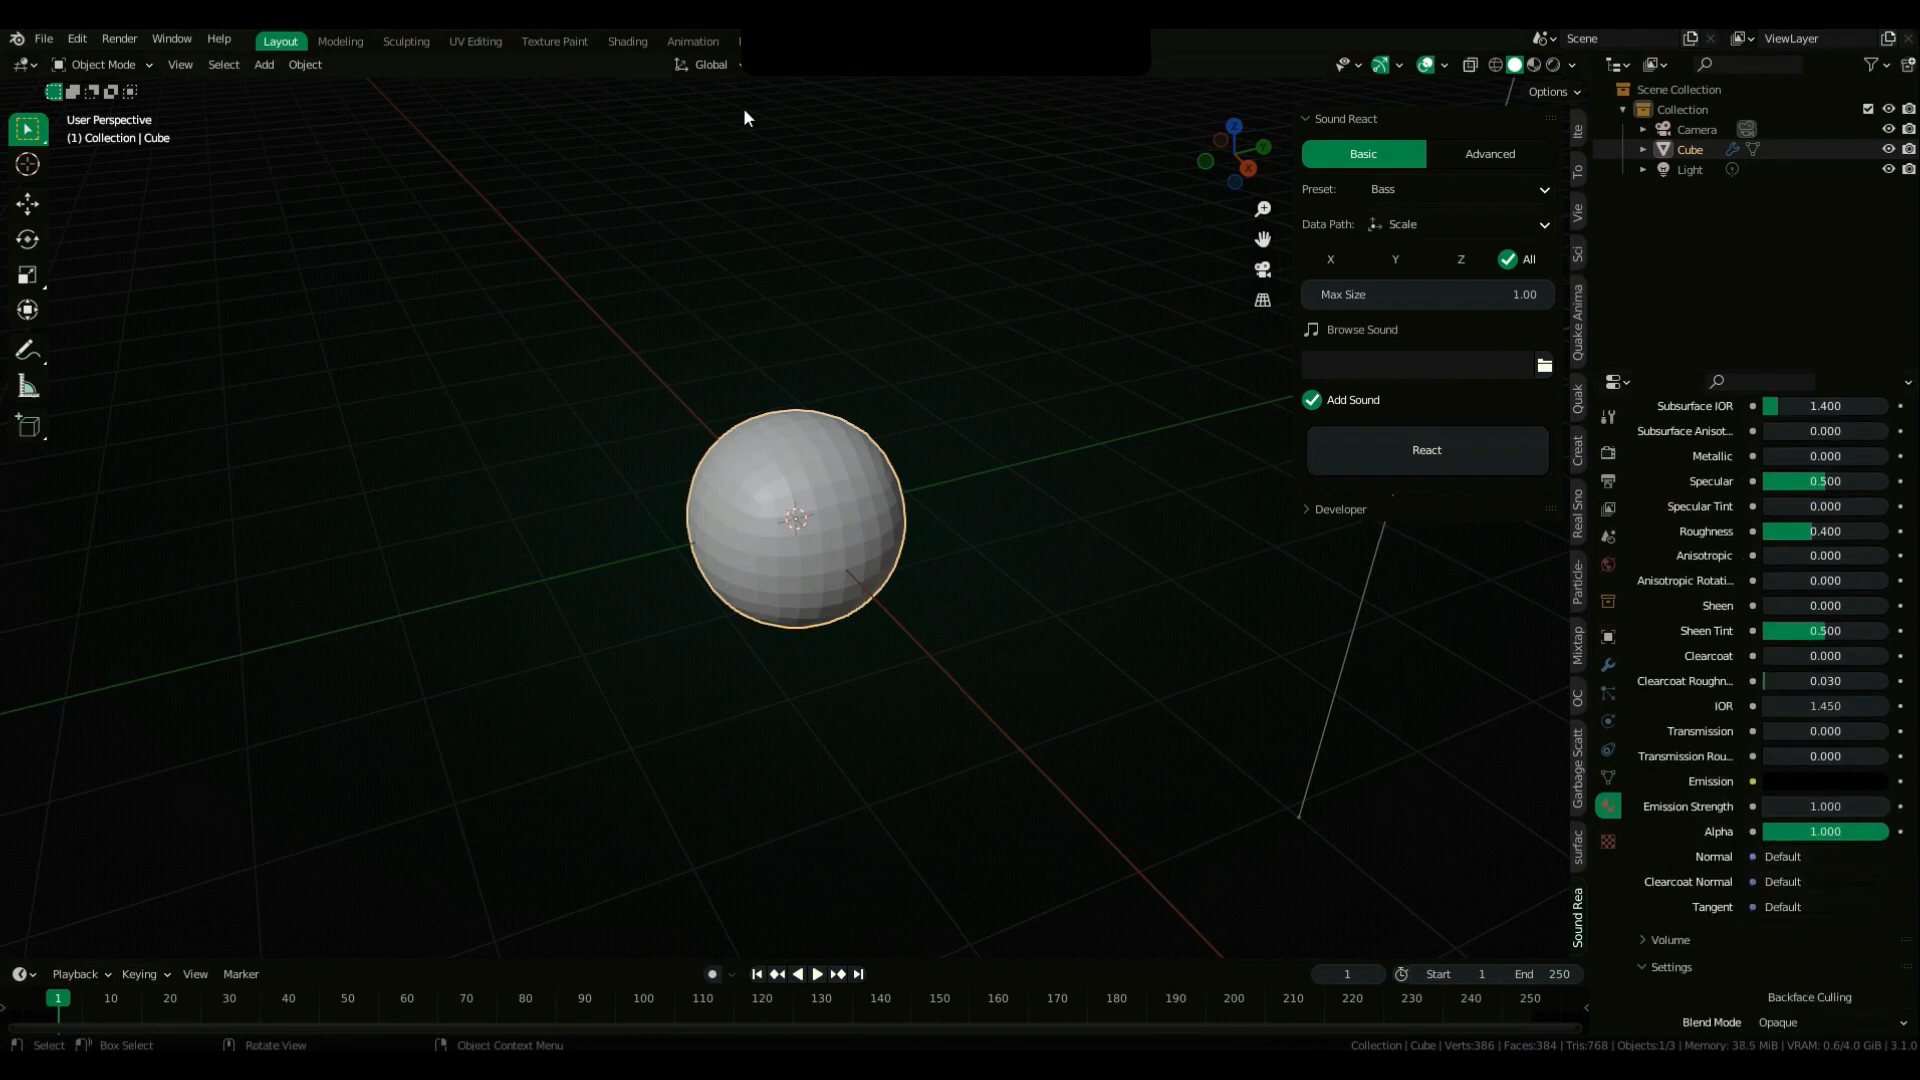 File Edit Render Window Help Layout Modeling Sculpting UV Editing Texture Paint Shading Animation Scene ViewLayer
Object Mode View Select Add Object Global
Options
User Perspective
(1) Collection | Cube
Sound React
Basic Advanced
Preset: Bass
Data Path: Scale
X Y Z All
Max Size 1.00
Browse Sound
Add Sound
React
Developer
Ite
To
Vie
Sci
Quake Anima
Quak
Creat
Real Sno
Particle-
Mixtap
OC
Garbage Scatt
surfac
Sound Rea
Scene Collection
Collection
Camera
Cube
Light
Subsurface IOR 1.400
Subsurface Anisot... 0.000
Metallic 0.000
Specular 0.500
Specular Tint 0.000
Roughness 0.400
Anisotropic 0.000
Anisotropic Rotati... 0.000
Sheen 0.000
Sheen Tint 0.500
Clearcoat 0.000
Clearcoat Roughn... 0.030
IOR 1.450
Transmission 0.000
Transmission Rou... 0.000
Emission
Emission Strength 1.000
Alpha 1.000
Normal Default
Clearcoat Normal Default
Tangent Default
Volume
Settings
Backface Culling
Blend Mode Opaque
Playback Keying View Marker 1 Start 1 End 250
1 10 20 30 40 50 60 70 80 90 100 110 120 130 140 150 160 170 180 190 200 210 220 230 240 250
Select Box Select Rotate View Object Context Menu Collection | Cube | Verts:386 | Faces:384 | Tris:768 | Objects:1/3 | Memory: 38.5 MiB | VRAM: 0.6/4.0 GiB | 3.1.0
X
Y
Z